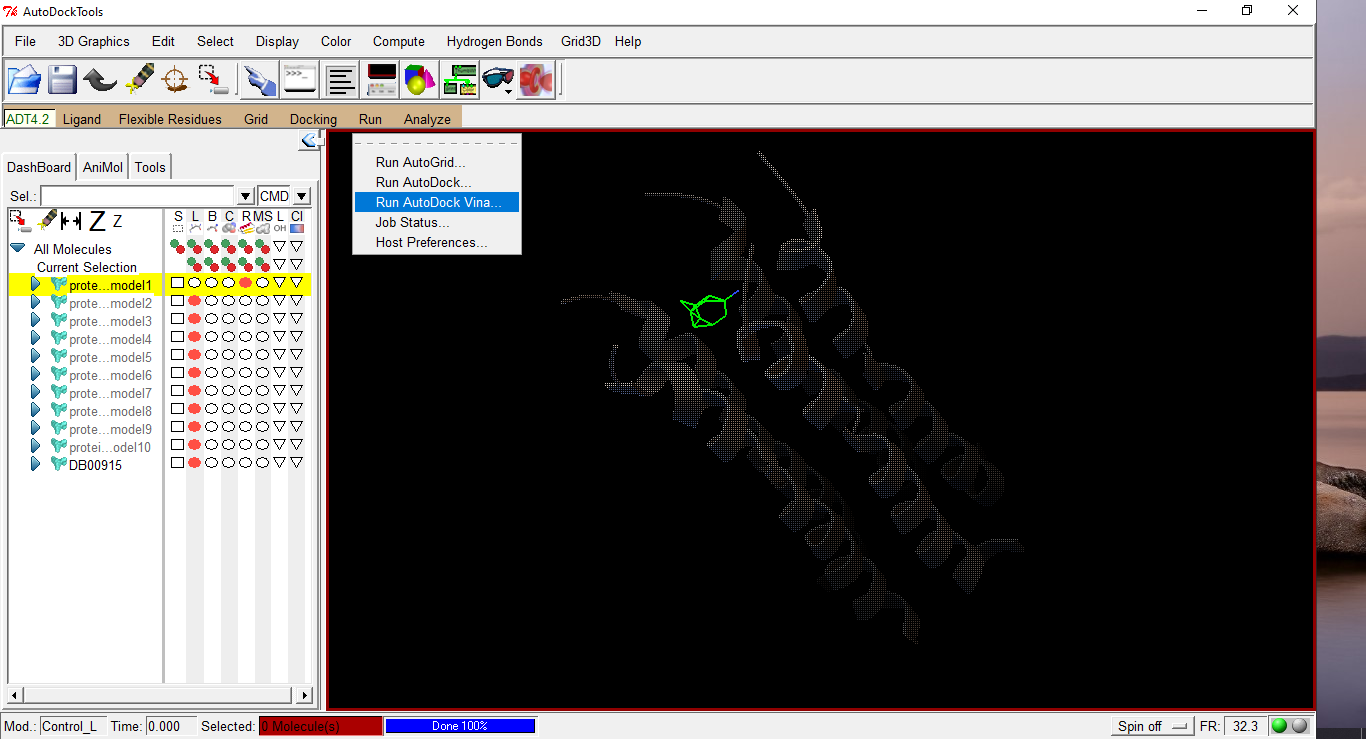 AutoDockTools
File 3D Graphics Edit Select Display Color Compute Hydrogen Bonds Grid3D Help
>>>_
ADT4.2 Ligand Flexible Residues Grid Docking Run Analyze
Run AutoGrid...
Run AutoDock...
Run AutoDock Vina...
Job Status...
Host Preferences...
DashBoard AniMol Tools
Sel.: CMD
Z Z S L B C R MS L Cl
OH
All Molecules
Current Selection
prote...model1
prote...model2
prote...model3
prote...model4
prote...model5
prote...model6
prote...model7
prote...model8
prote...model9
protei...odel10
DB00915
Mod.: Control_L Time: 0.000 Selected: 0 Molecule(s) Done 100% Spin off FR: 32.3